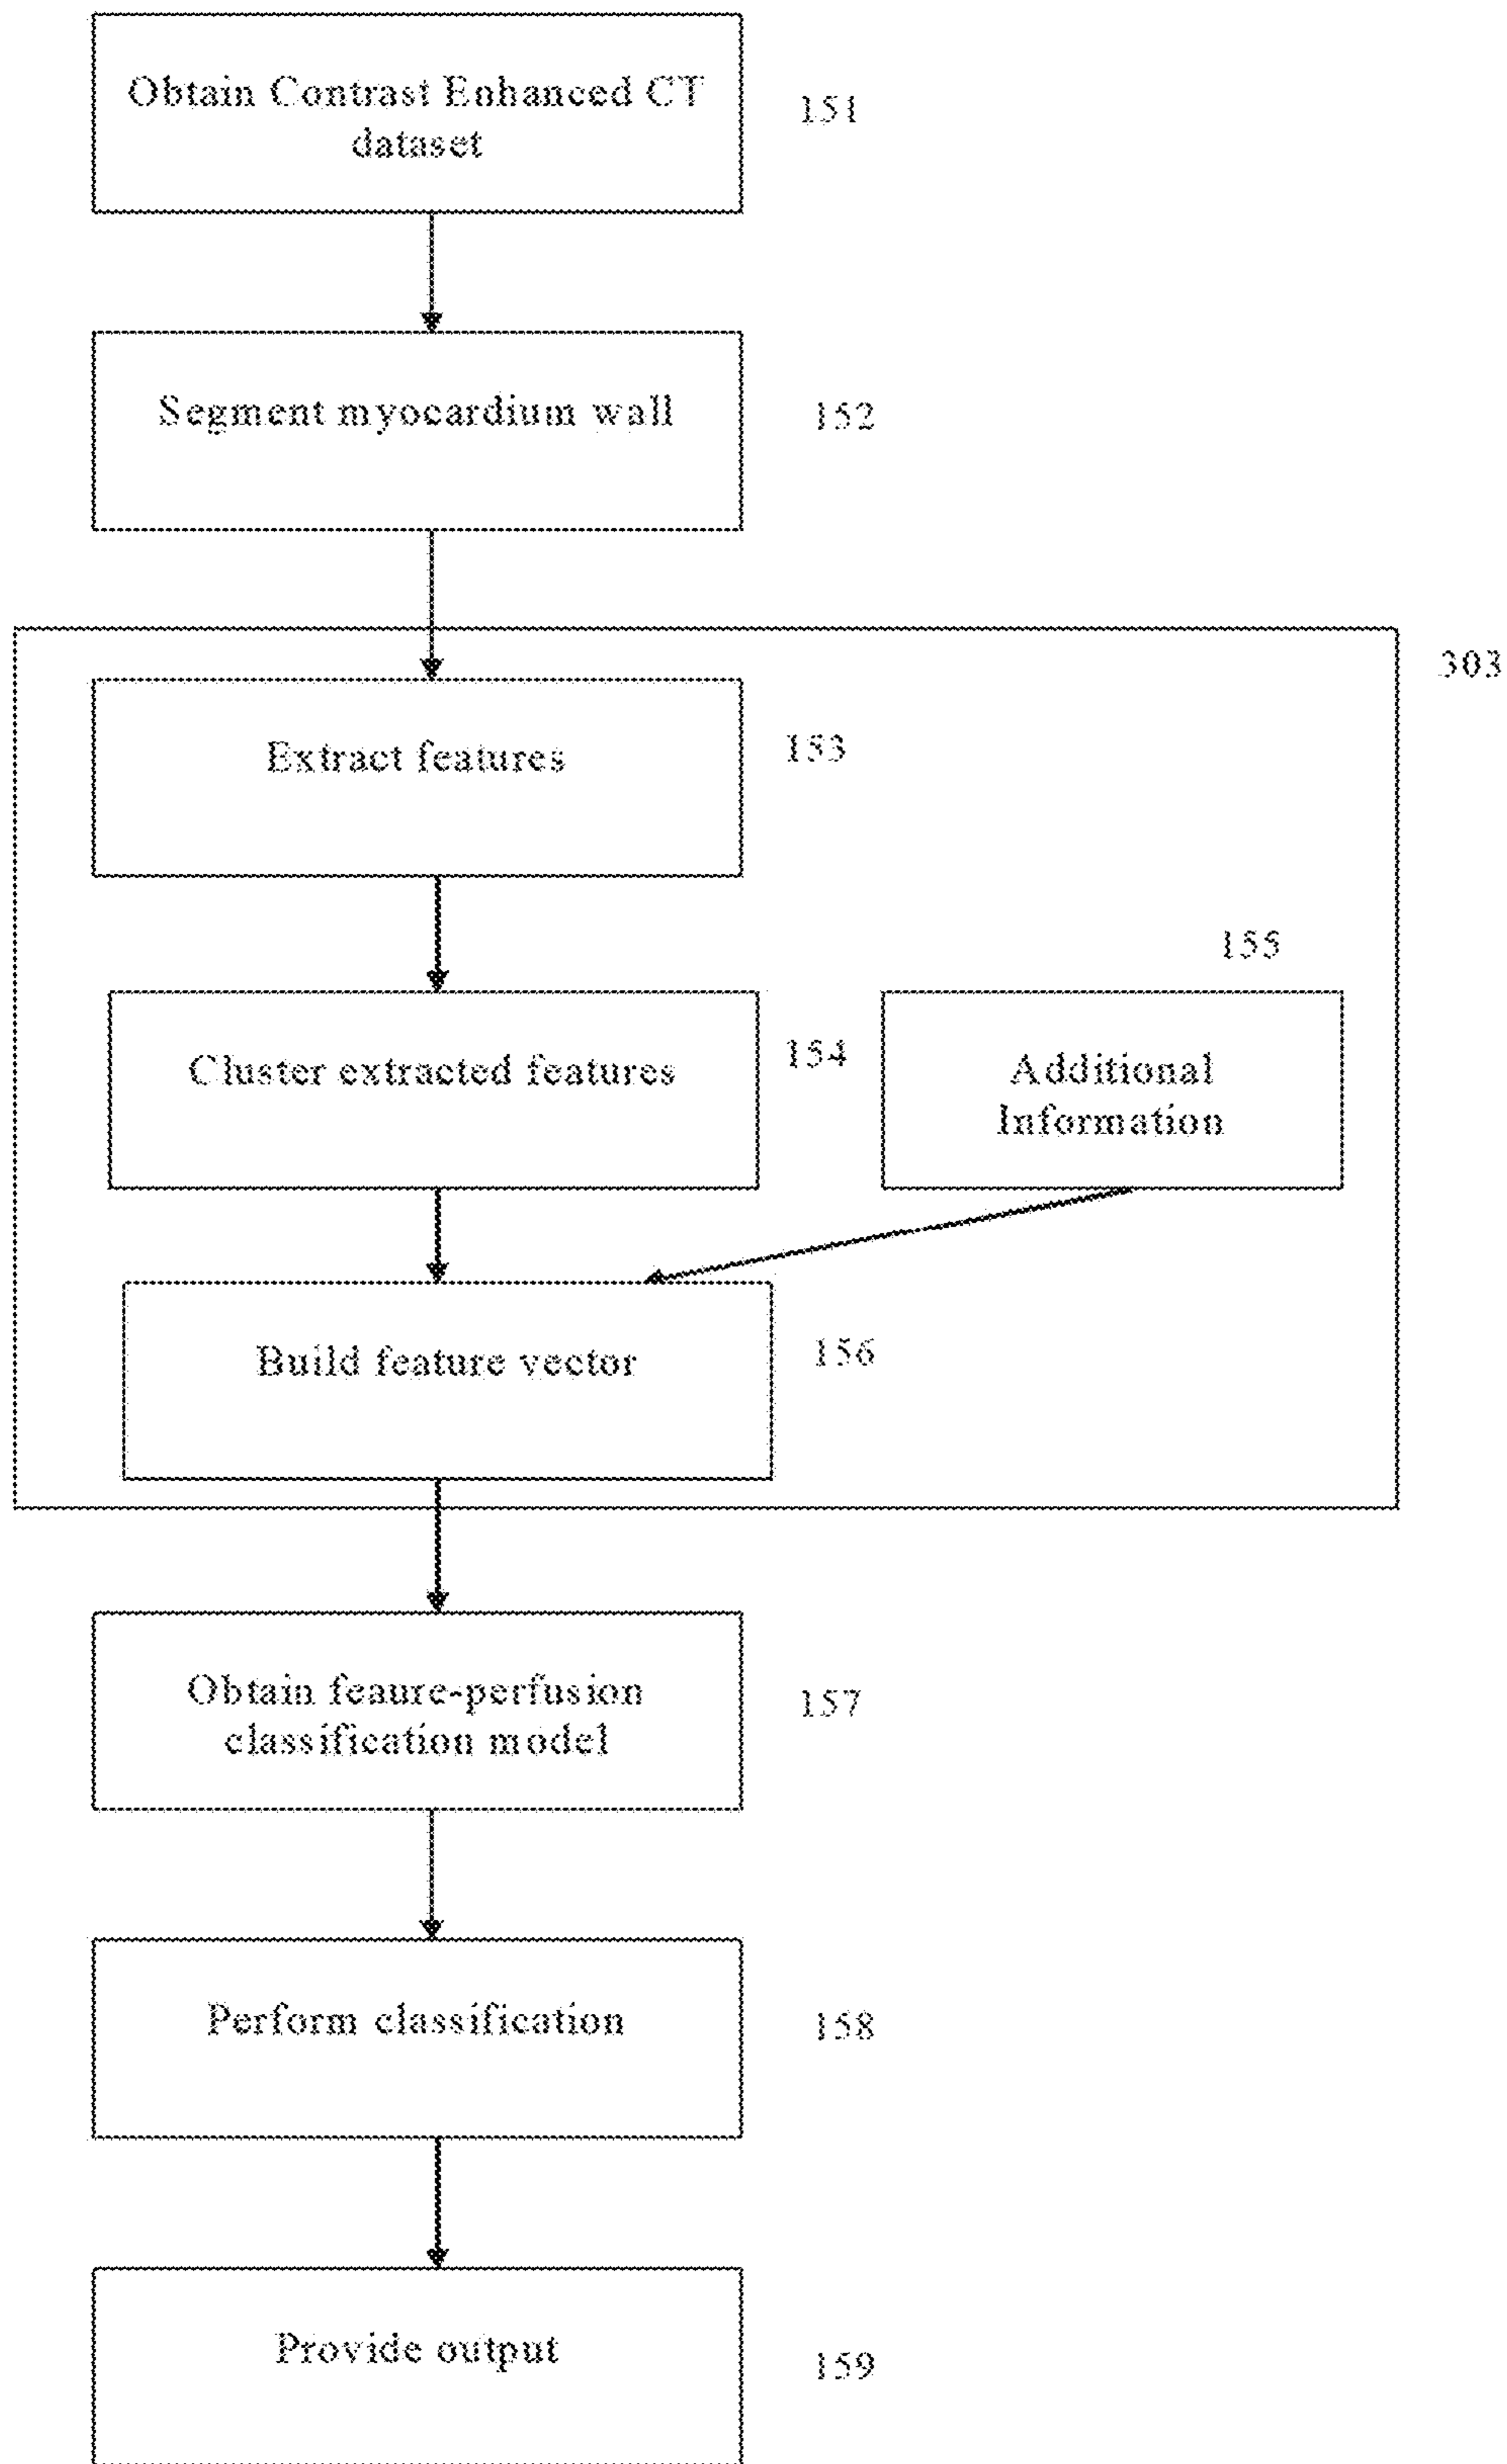 Obtain Contrast Enhanced CT
dataset
151
Segment myocardium wall
152
303
Extract features
153
155
Cluster extracted features
154
Additional
Information
Build feature vector
156
Obtain feaure-perfusion
classification model
157
Perform classification
158
Provide output
159